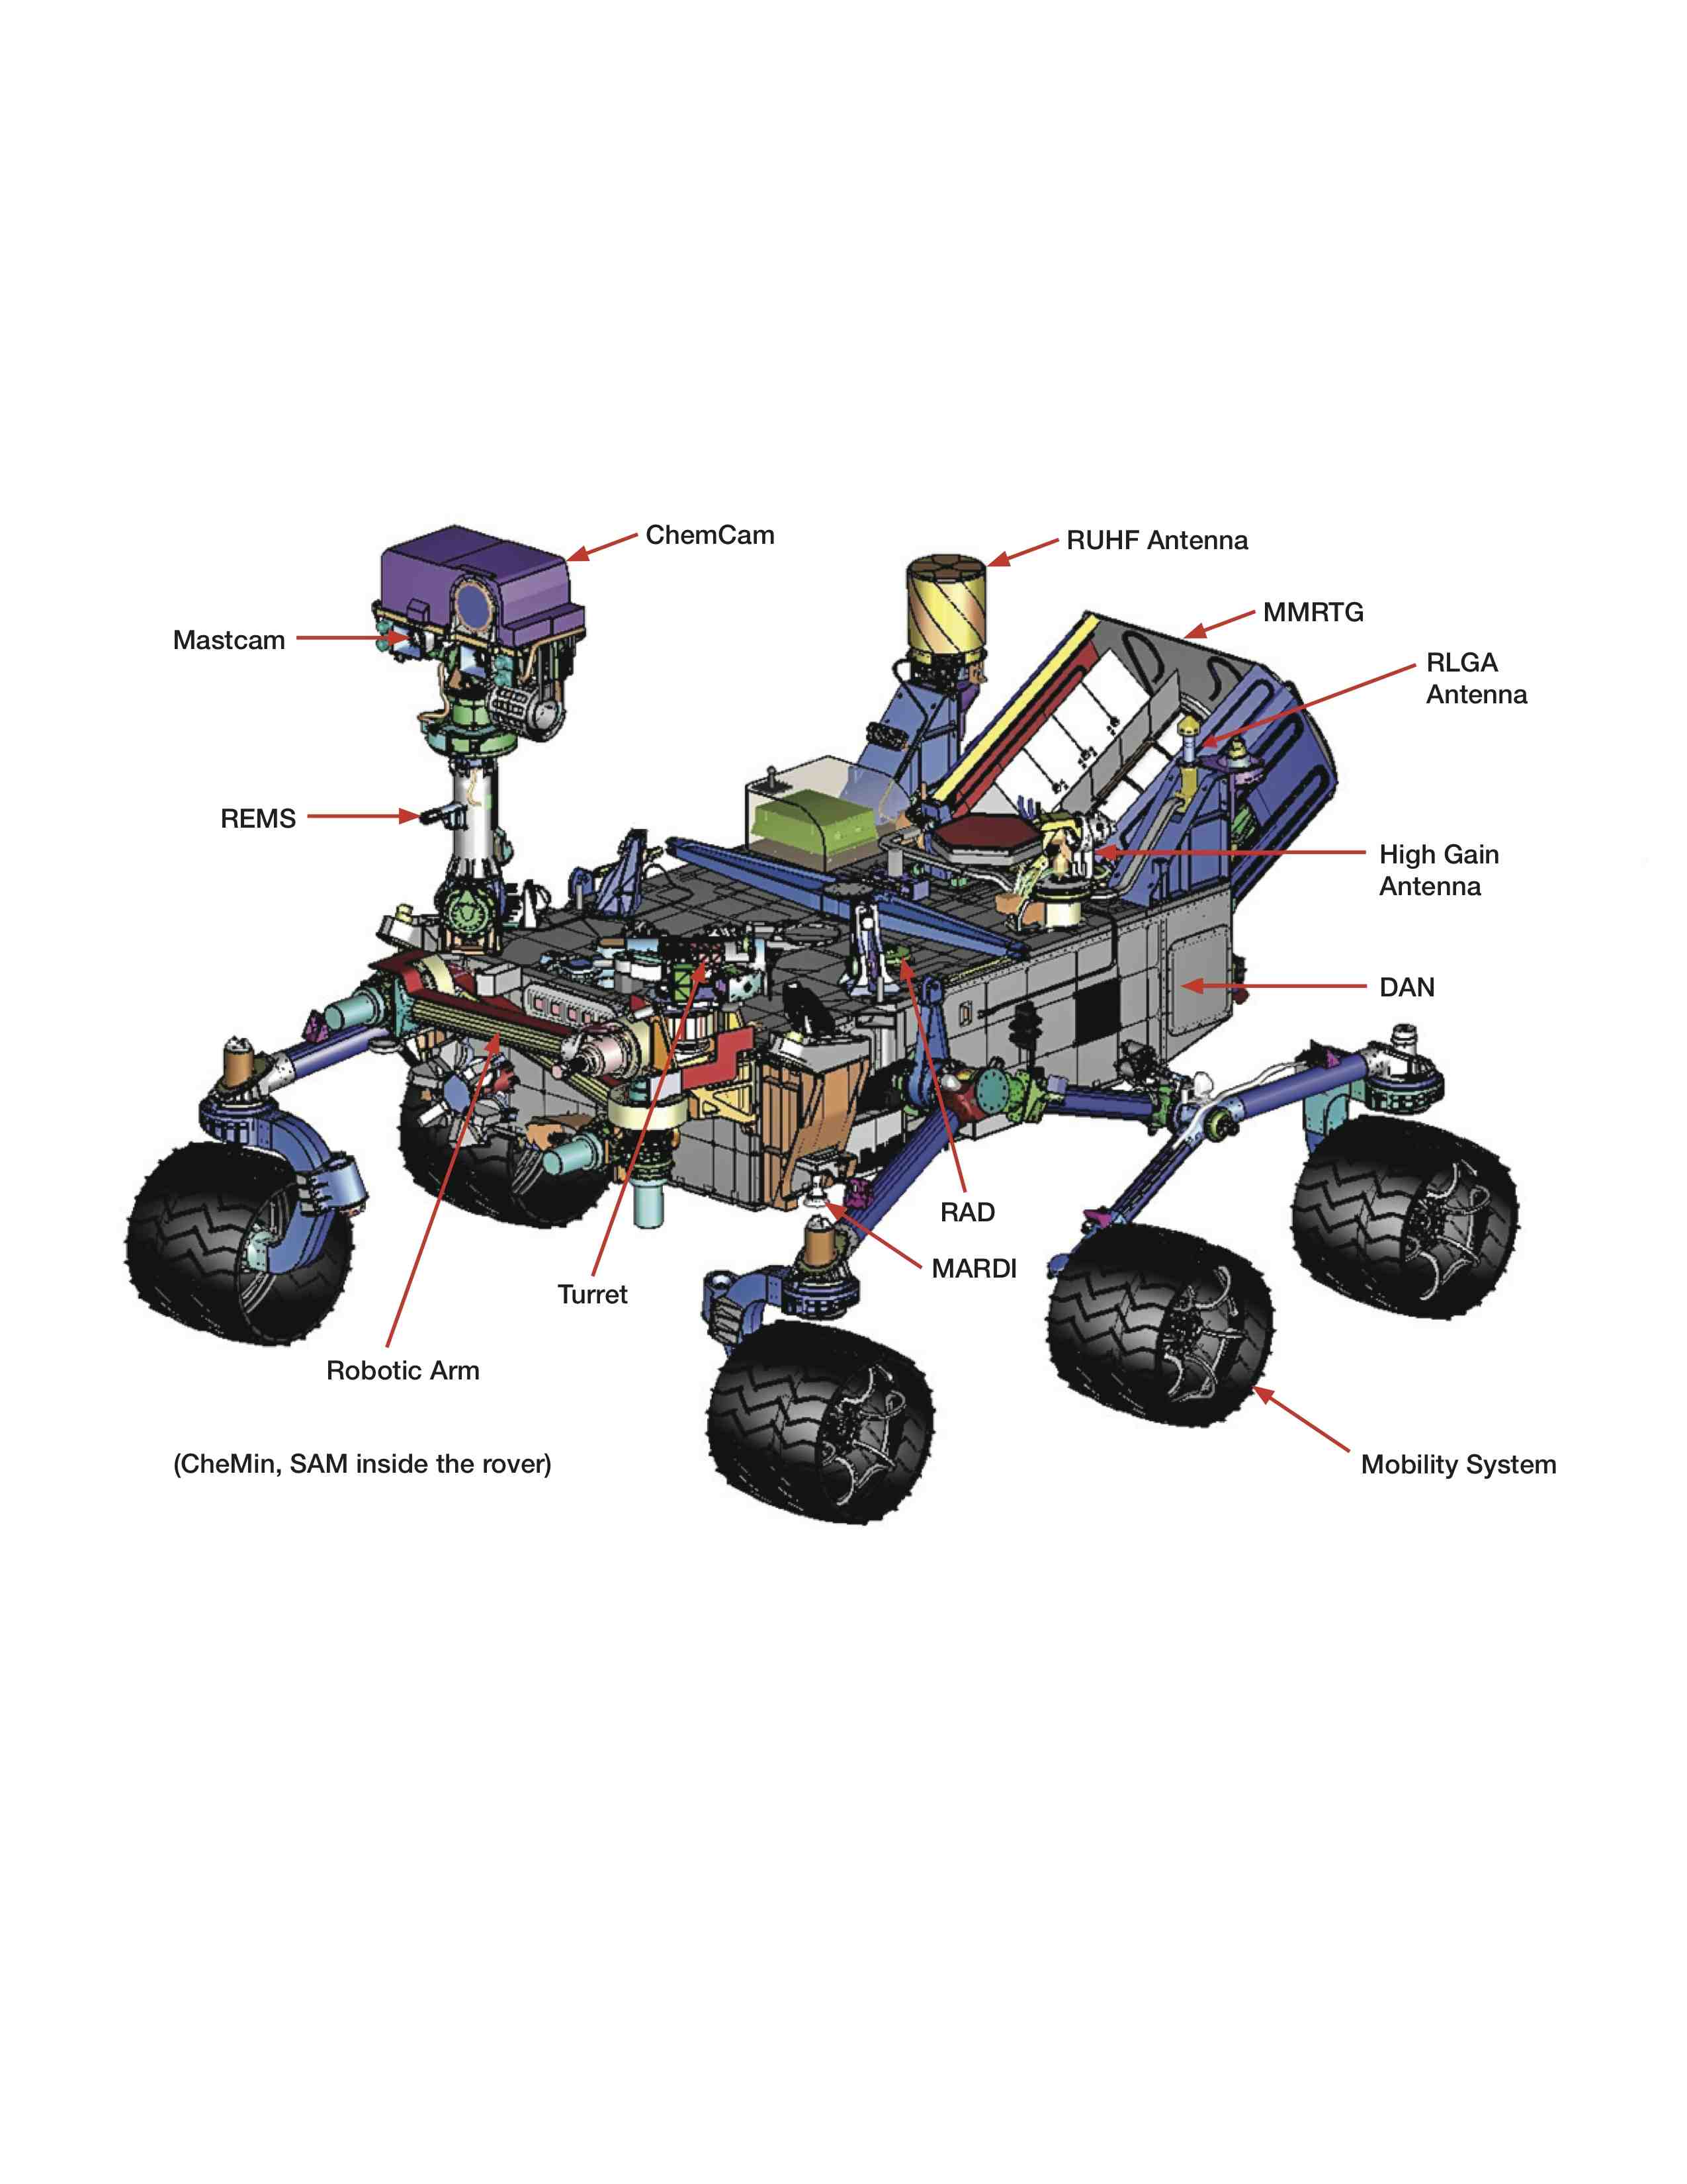 ChemCam
RUHF Antenna
MMRTG
Mastcam
RLGA
Antenna
REMS
High Gain
Antenna
DAN
RAD
MARDI
Turret
Robotic Arm
(CheMin, SAM inside the rover)
Mobility System